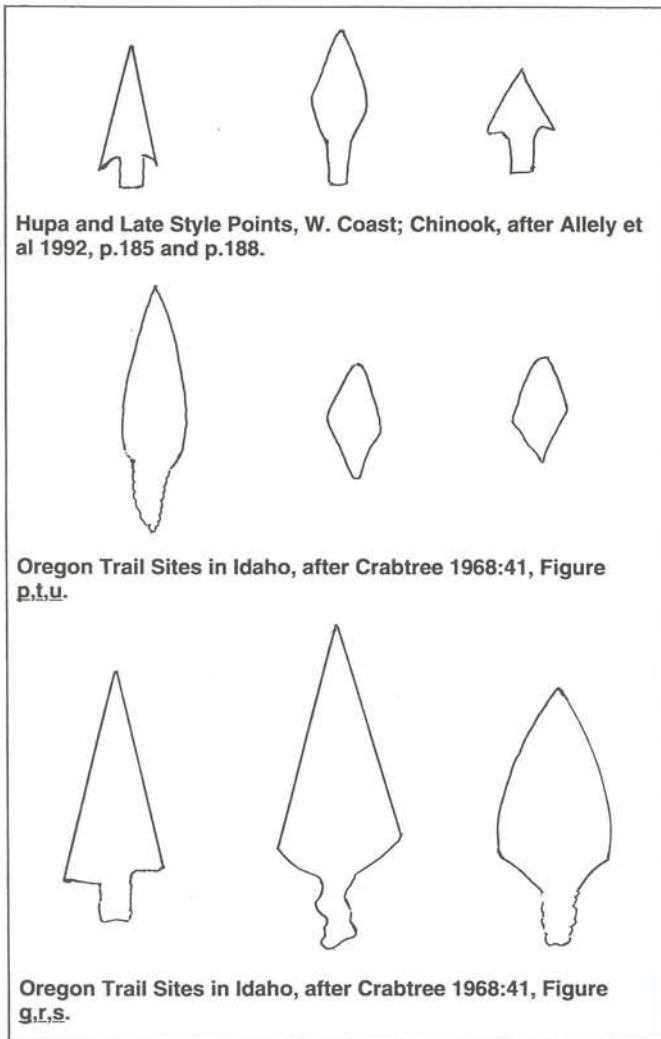 Hupa and Late Style Points, W. Coast; Chinook, after Allely et
al 1992, p.185 and p.188.
Oregon Trail Sites in Idaho, after Crabtree 1968:41, Figure
p,t,u.
Oregon Trail Sites in Idaho, after Crabtree 1968:41, Figure
g,r,s.